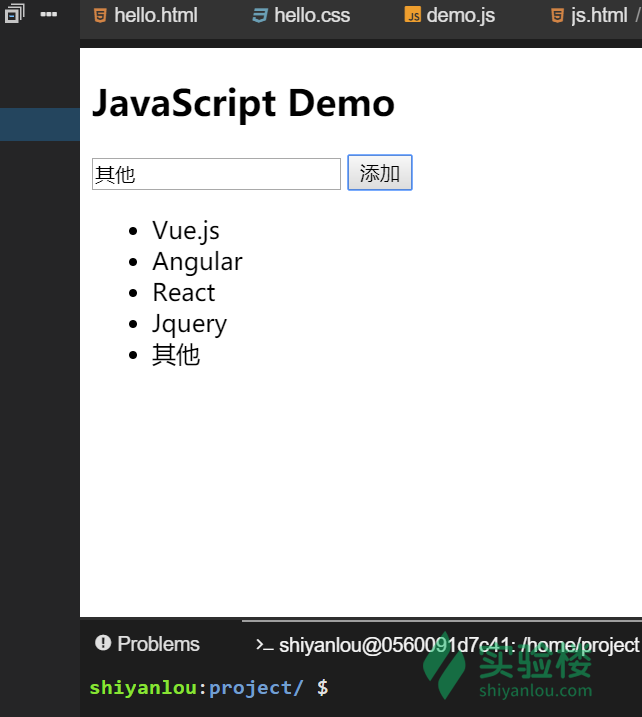 hello.html hello.css demo.js js.html /
JavaScript Demo
其他 添加
Vue.js
Angular
React
Jquery
其他
Problems shiyanlou@0560091d7c41: /home/project
shiyanlou:project/ $
实验楼
shiyanlou.com